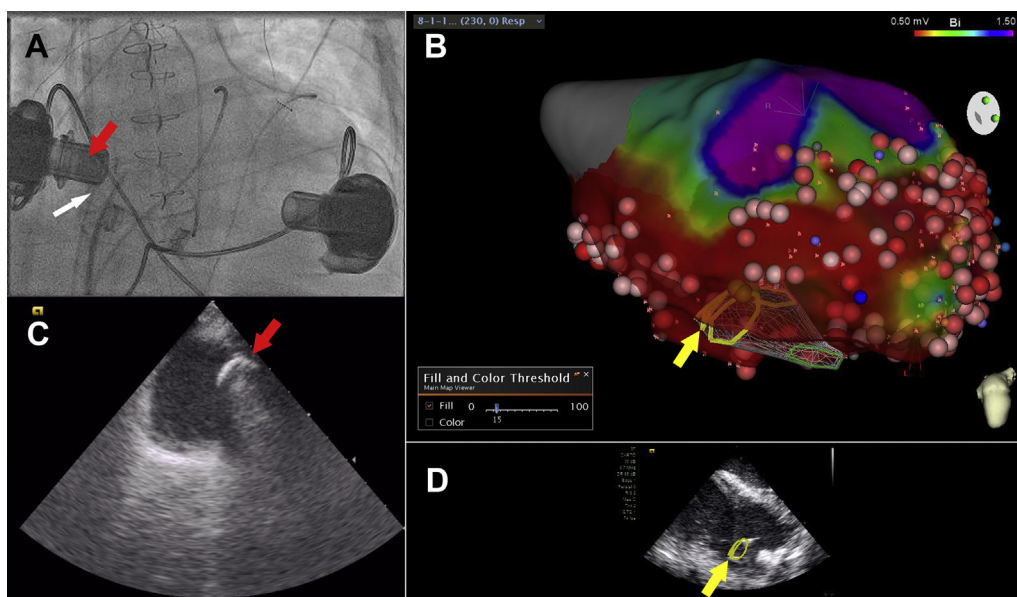 A
8-1-1... (230, 0) Resp
0.50 mV Bi 1.50
B
C
Fill and Color Threshold
Main Map Viewer
Fill 0 100
15
Color
D